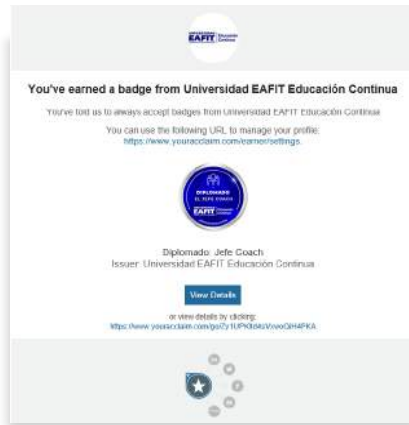 EAFIT Educación Continua
You've earned a badge from Universidad EAFIT Educación Continua
You've told us to always accept badges from Universidad EAFIT Educación Continua
You can use the following URL to manage your profile:
https://www.youracclaim.com/earner/settings.
DIPLOMADO
EL JEFE COACH
EAFIT
Diplomado: Jefe Coach
Issuer: Universidad EAFIT Educación Continua
View Details
or view details by clicking: